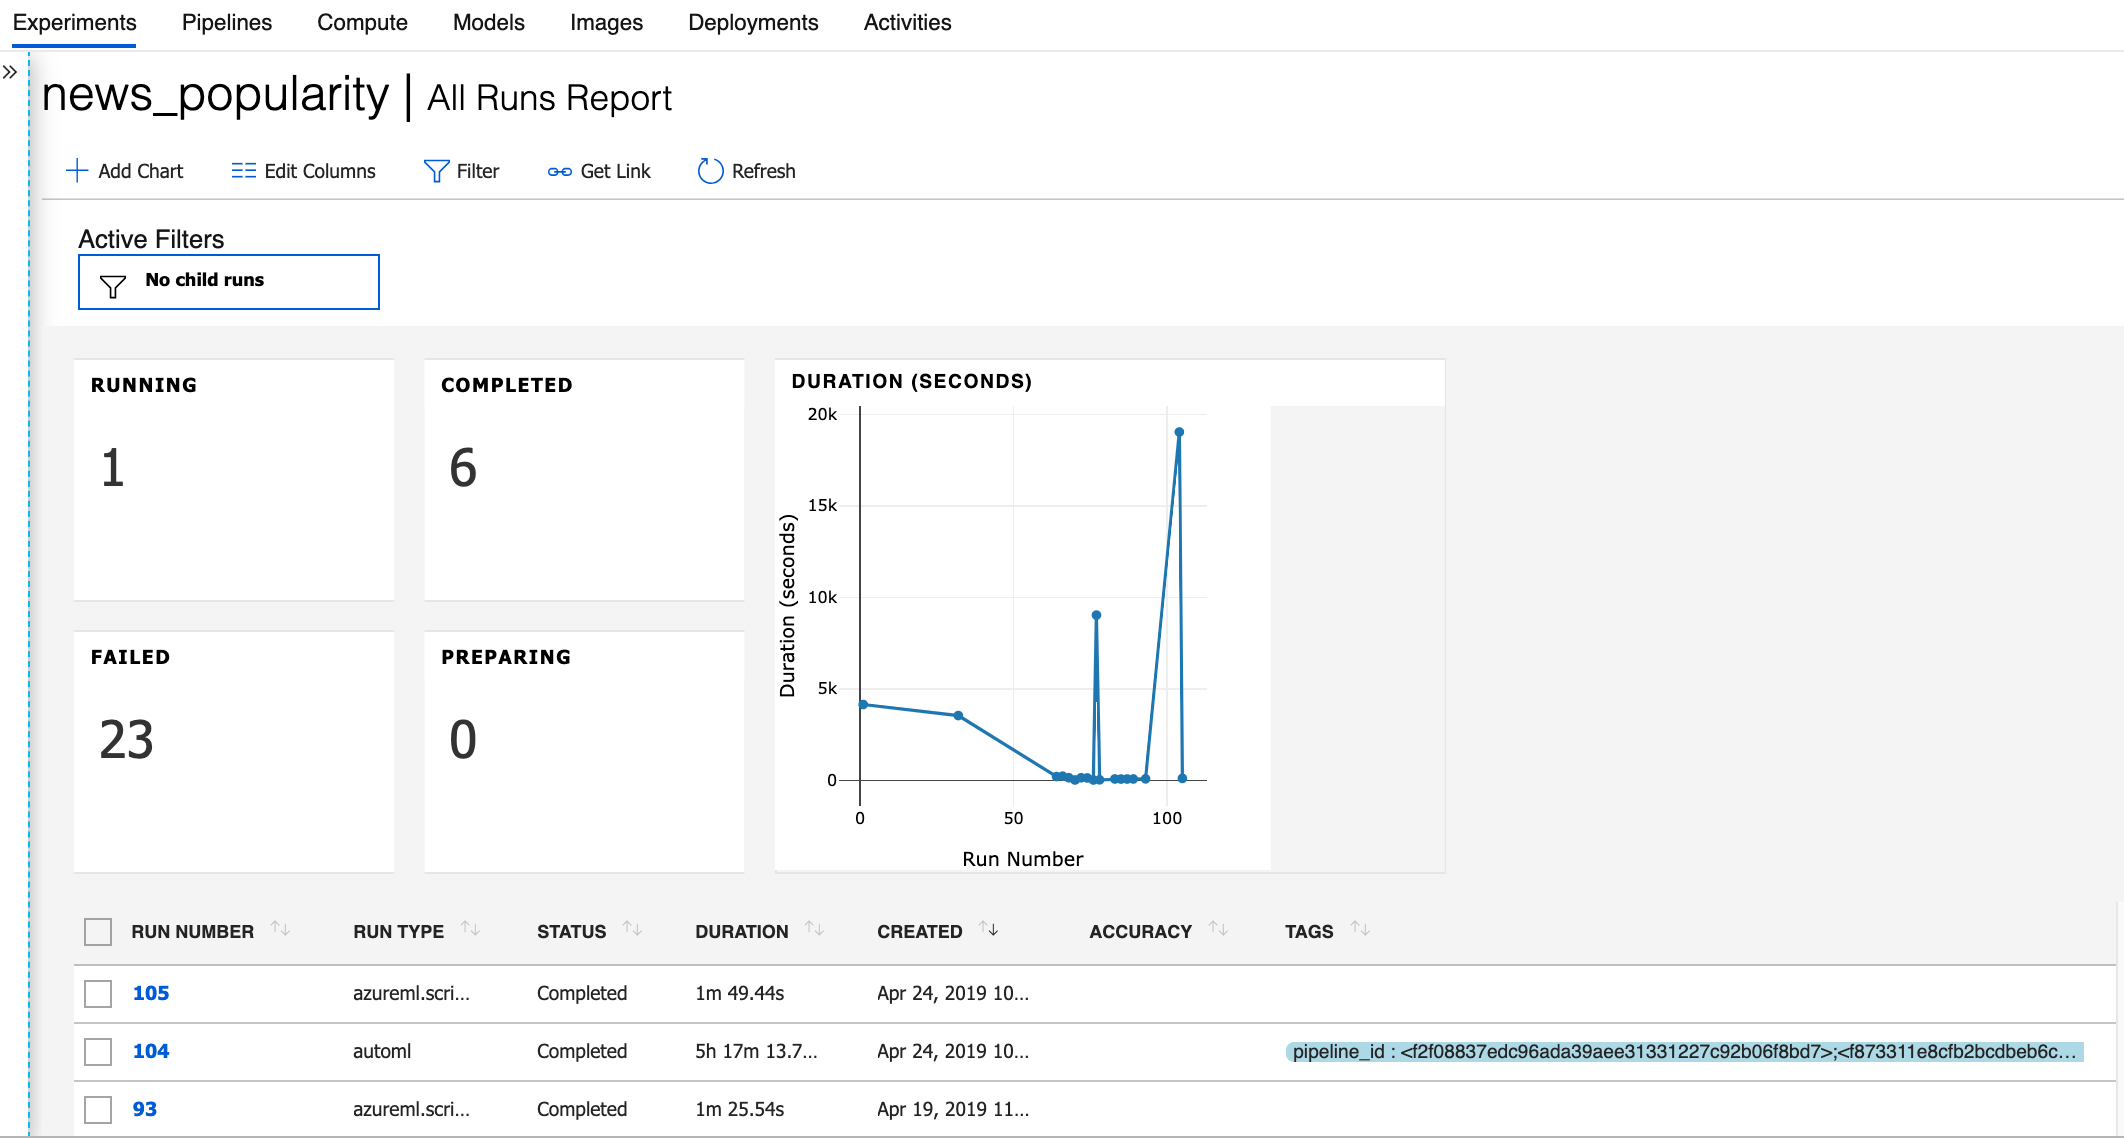 Experiments Pipelines Compute Models Images Deployments Activities
news_popularity | All Runs Report
Add Chart Edit Columns Filter Get Link Refresh
Active Filters
No child runs
RUNNING
1
COMPLETED
6
FAILED
23
PREPARING
0
DURATION (SECONDS)
Duration (seconds)
20k
15k
10k
5k
0
0 50 100
Run Number
RUN NUMBER RUN TYPE STATUS DURATION CREATED ACCURACY TAGS
105 azureml.scri... Completed 1m 49.44s Apr 24, 2019 10...
104 automl Completed 5h 17m 13.7... Apr 24, 2019 10... pipeline_id : <f2f08837edc96ada39aee31331227c92b06f8bd7>;<f873311e8cfb2bcdbeb6c...
93 azureml.scri... Completed 1m 25.54s Apr 19, 2019 11...